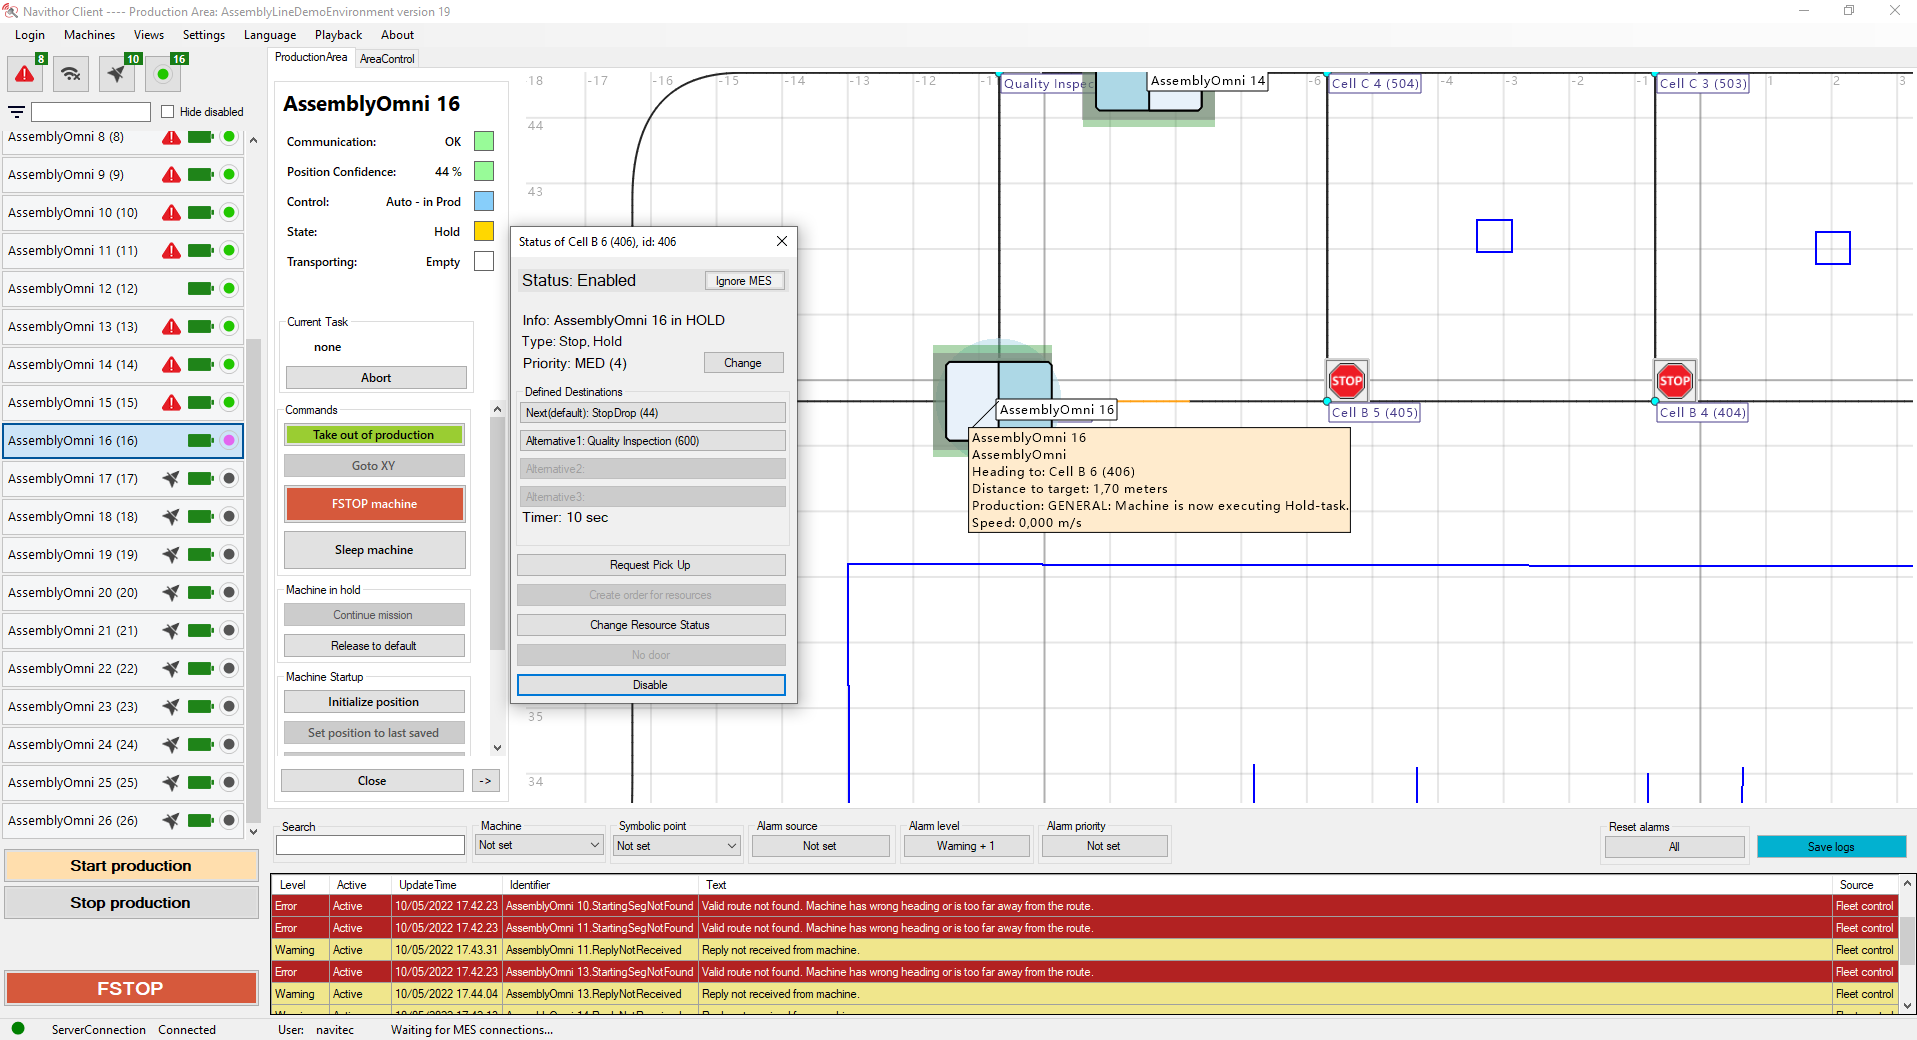 Navithor Client ---- Production Area: AssemblyLineDemoEnvironment version 19
Login Machines Views Settings Language Playback About
8 10 16
Hide disabled
AssemblyOmni 8 (8)
AssemblyOmni 9 (9)
AssemblyOmni 10 (10)
AssemblyOmni 11 (11)
AssemblyOmni 12 (12)
AssemblyOmni 13 (13)
AssemblyOmni 14 (14)
AssemblyOmni 15 (15)
AssemblyOmni 16 (16)
AssemblyOmni 17 (17)
AssemblyOmni 18 (18)
AssemblyOmni 19 (19)
AssemblyOmni 20 (20)
AssemblyOmni 21 (21)
AssemblyOmni 22 (22)
AssemblyOmni 23 (23)
AssemblyOmni 24 (24)
AssemblyOmni 25 (25)
AssemblyOmni 26 (26)
Start production
Stop production
FSTOP
ProductionArea AreaControl
AssemblyOmni 16
Communication: OK
Position Confidence: 44 %
Control: Auto - in Prod
State: Hold
Transporting: Empty
Current Task
none
Abort
Commands
Take out of production
Goto XY
FSTOP machine
Sleep machine
Machine in hold
Continue mission
Release to default
Machine Startup
Initialize position
Set position to last saved
Close ->
Status of Cell B 6 (406), id: 406
Status: Enabled
Ignore MES
Info: AssemblyOmni 16 in HOLD
Type: Stop, Hold
Priority: MED (4)
Change
Defined Destinations
Next(default): StopDrop (44)
Alternative1: Quality Inspection (600)
Alternative2:
Alternative3:
Timer: 10 sec
Request Pick Up
Create order for resources
Change Resource Status
No door
Disable
18 -17 -16 -15 -14 -13 -12 -1 -6 -4 -3 -2 1 2 3
Quality Inspec
AssemblyOmni 14
Cell C 4 (504)
Cell C 3 (503)
44
43
35
34
STOP
STOP
AssemblyOmni 16
Cell B 5 (405)
Cell B 4 (404)
AssemblyOmni 16
AssemblyOmni
Heading to: Cell B 6 (406)
Distance to target: 1,70 meters
Production: GENERAL: Machine is now executing Hold-task.
Speed: 0,000 m/s
Search Machine Symbolic point Alarm source Alarm level Alarm priority Reset alarms
Not set Not set Not set Warning + 1 Not set All Save logs
Level Active UpdateTime Identifier Text Source
Error Active 10/05/2022 17.42.23 AssemblyOmni 10.StartingSegNotFound Valid route not found. Machine has wrong heading or is too far away from the route. Fleet control
Error Active 10/05/2022 17.42.23 AssemblyOmni 11.StartingSegNotFound Valid route not found. Machine has wrong heading or is too far away from the route. Fleet control
Warning Active 10/05/2022 17.43.31 AssemblyOmni 11.ReplyNotReceived Reply not received from machine. Fleet control
Error Active 10/05/2022 17.42.23 AssemblyOmni 13.StartingSegNotFound Valid route not found. Machine has wrong heading or is too far away from the route. Fleet control
Warning Active 10/05/2022 17.44.04 AssemblyOmni 13.ReplyNotReceived Reply not received from machine. Fleet control
ServerConnection Connected User: navitec Waiting for MES connections...